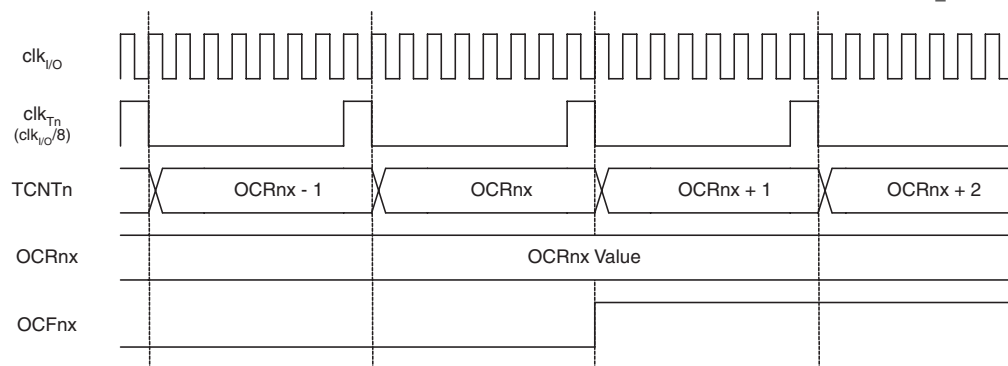 clkI/O
clkTn
(clkI/O/8)
TCNTn OCRnx - 1 OCRnx OCRnx + 1 OCRnx + 2
OCRnx OCRnx Value
OCFnx